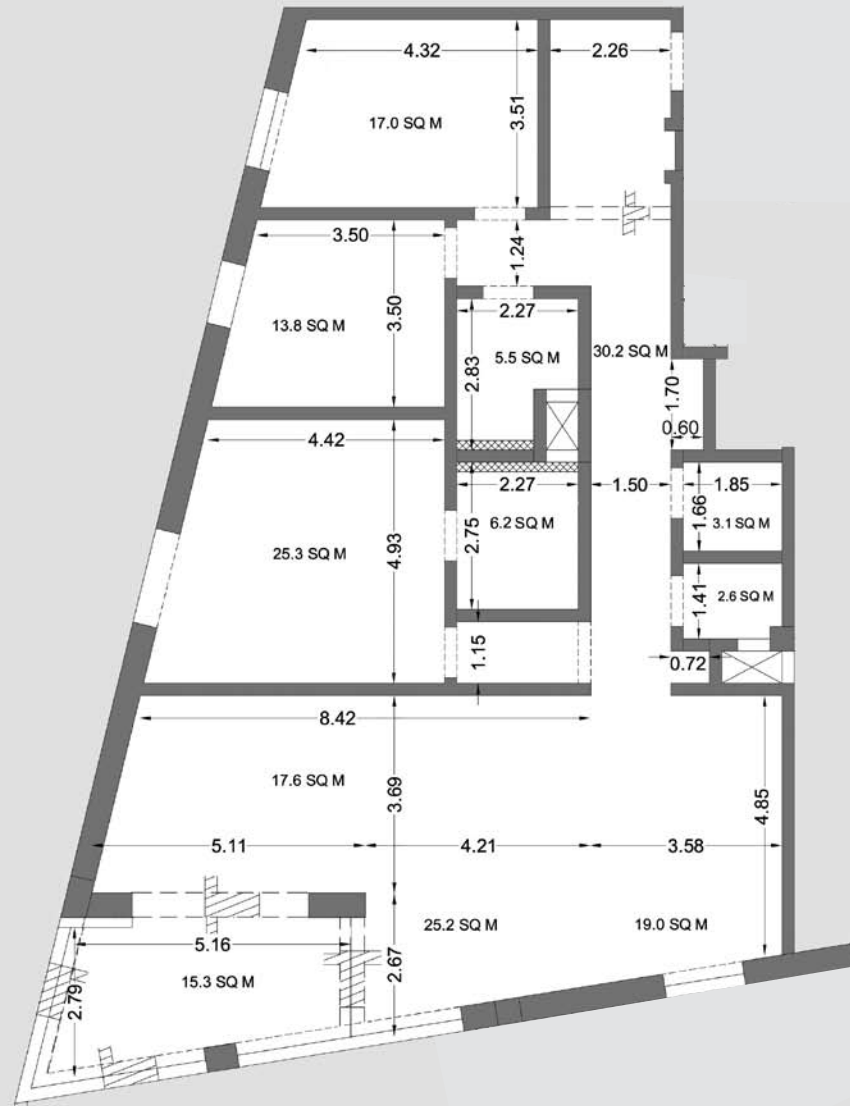 4.32
2.26
3.51
17.0 SQ M
3.50
1.24
3.50
13.8 SQ M
2.27
5.5 SQ M
30.2 SQ M
2.83
1.70
0.60
4.42
2.27
1.50
1.85
1.66
3.1 SQ M
6.2 SQ M
2.75
25.3 SQ M
4.93
1.41
2.6 SQ M
1.15
0.72
8.42
17.6 SQ M
3.69
4.85
5.11
4.21
3.58
25.2 SQ M
19.0 SQ M
5.16
2.67
15.3 SQ M
2.79